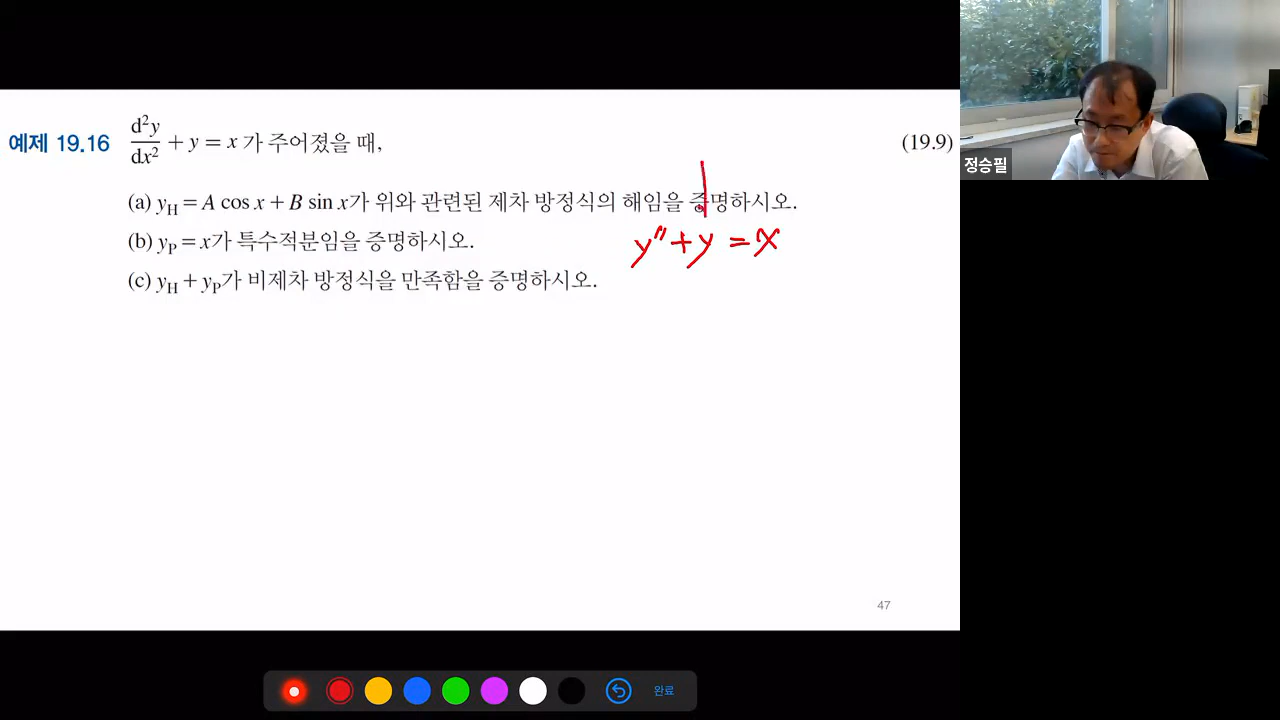 예제 19.16 d²y/dx² + y = x 가 주어졌을 때, (19.9)
(a) y_H = A cos x + B sin x가 위와 관련된 제차 방정식의 해임을 증명하시오.
y″ + y = x
(b) y_P = x가 특수적분임을 증명하시오.
(c) y_H + y_P가 비제차 방정식을 만족함을 증명하시오.
47
정승필
완료